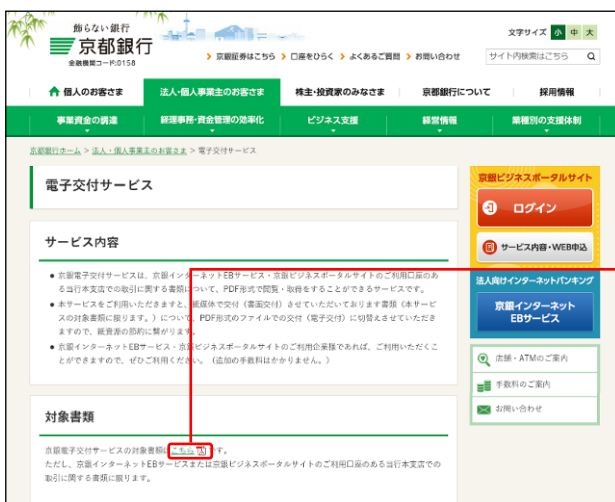 飾らない銀行
京都銀行
金融機関コード:0158
文字サイズ 小 中 大
京銀証券はこちら 口座をひらく よくあるご質問 お問い合わせ サイト内検索はこちら
個人のお客さま 法人・個人事業主のお客さま 株主・投資家のみなさま 京都銀行について 採用情報
事業資金の調達 経理事務・資金管理の効率化 ビジネス支援 経営情報 業種別の支援体制
京都銀行ホーム > 法人・個人事業主のお客さま > 電子交付サービス
電子交付サービス
サービス内容
● 京銀電子交付サービスは、京銀インターネットEBサービス・京銀ビジネスポータルサイトのご利用口座のあ
る当行本支店での取引に関する書類について、PDF形式で閲覧・取得をすることができるサービスです。
● 本サービスをご利用いただきますと、紙媒体で交付（書面交付）させていただいております書類（本サービ
スの対象書類に限ります。）について、PDF形式のファイルでの交付（電子交付）に切替えさせていただき
ますので、紙資源の節約に繋がります。
● 京銀インターネットEBサービス・京銀ビジネスポータルサイトのご利用企業様であれば、ご利用いただくこ
とができますので、ぜひご利用ください。（追加の手数料はかかりません。）
対象書類
京銀電子交付サービスの対象書類はこちらです。
ただし、京銀インターネットEBサービスまたは京銀ビジネスポータルサイトのご利用口座のある当行本支店での
取引に関する書類に限ります。
京銀ビジネスポータルサイト
ログイン
サービス内容・WEB申込
法人向けインターネットバンキング
京銀インターネット
EBサービス
店舗・ATMのご案内
手数料のご案内
お問い合わせ